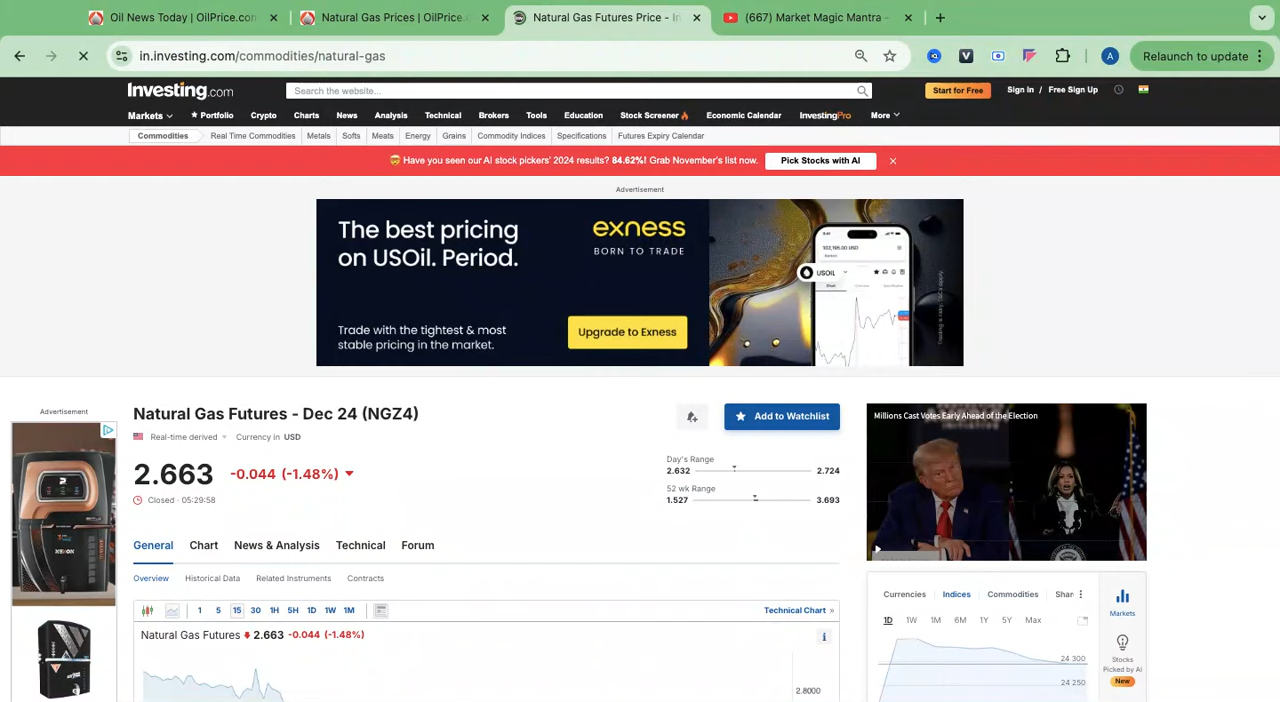 Oil News Today | OilPrice.con
Natural Gas Prices | OilPrice.c
Natural Gas Futures Price - In
(667) Market Magic Mantra -
in.investing.com/commodities/natural-gas
A
Relaunch to update
Investing.com
Search the website...
Start for Free
Sign In / Free Sign Up
Markets
Portfolio
Crypto
Charts
News
Analysis
Technical
Brokers
Tools
Education
Stock Screener
Economic Calendar
InvestingPro
More
Commodities
Real Time Commodities
Metals
Softs
Meats
Energy
Grains
Commodity Indices
Specifications
Futures Expiry Calendar
Have you seen our AI stock pickers' 2024 results? 84.62%! Grab November's list now.
Pick Stocks with AI
Advertisement
The best pricing
on USOil. Period.
exness
BORN TO TRADE
Trade with the tightest & most
stable pricing in the market.
Upgrade to Exness
USOIL
Advertisement
Natural Gas Futures - Dec 24 (NGZ4)
Add to Watchlist
Real-time derived
Currency in USD
2.663 -0.044 (-1.48%)
Closed · 05:29:58
Day's Range
2.632 2.724
52 wk Range
1.527 3.693
Millions Cast Votes Early Ahead of the Election
General
Chart
News & Analysis
Technical
Forum
Overview
Historical Data
Related Instruments
Contracts
1 5 15 30 1H 5H 1D 1W 1M
Technical Chart »
Natural Gas Futures 2.663 -0.044 (-1.48%)
2.8000
Currencies
Indices
Commodities
Shar
1D 1W 1M 6M 1Y 5Y Max
24 300
24 250
Markets
Stocks
Picked by AI
New